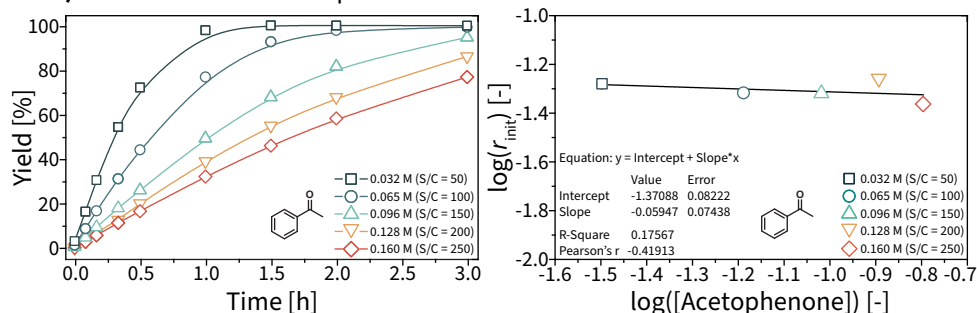 Yield [%]
100
80
60
40
20
0
O
0.032 M (S/C = 50)
0.065 M (S/C = 100)
0.096 M (S/C = 150)
0.128 M (S/C = 200)
0.160 M (S/C = 250)
0.0 0.5 1.0 1.5 2.0 2.5 3.0
Time [h]
log(r_init) [-]
-1.0
-1.2
-1.4
-1.6
-1.8
-2.0
Equation: y = Intercept + Slope*x
Value Error
Intercept -1.37088 0.08222
Slope -0.05947 0.07438
R-Square 0.17567
Pearson's r -0.41913
O
0.032 M (S/C = 50)
0.065 M (S/C = 100)
0.096 M (S/C = 150)
0.128 M (S/C = 200)
0.160 M (S/C = 250)
-1.6 -1.5 -1.4 -1.3 -1.2 -1.1 -1.0 -0.9 -0.8 -0.7
log([Acetophenone]) [-]